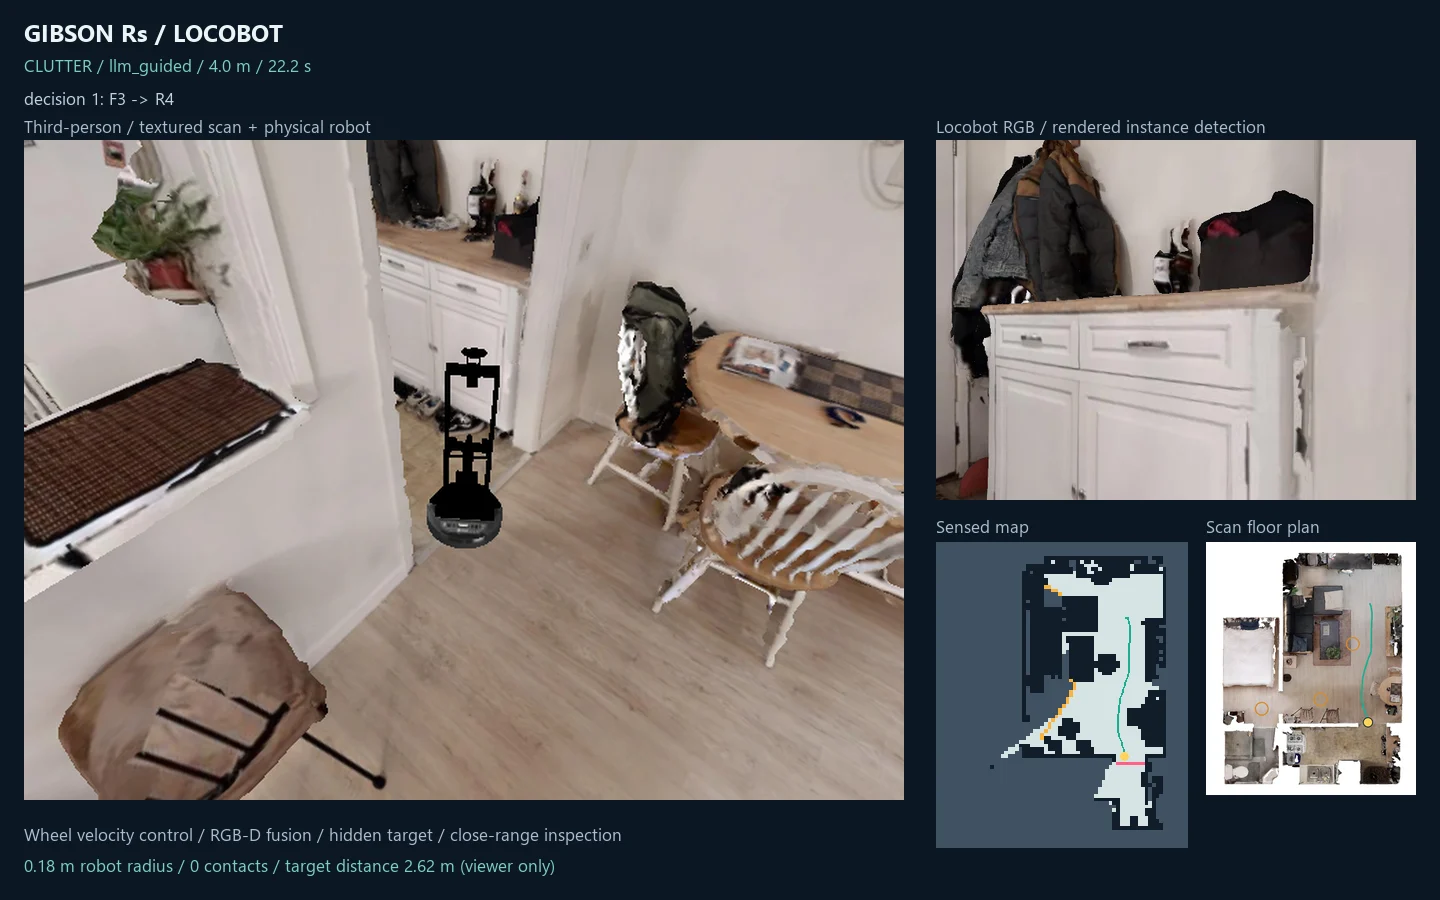 GIBSON Rs / LOCOBOT
CLUTTER / llm_guided / 4.0 m / 22.2 s
decision 1: F3 -> R4
Third-person / textured scan + physical robot
Locobot RGB / rendered instance detection
Sensed map
Scan floor plan
Wheel velocity control / RGB-D fusion / hidden target / close-range inspection
0.18 m robot radius / 0 contacts / target distance 2.62 m (viewer only)